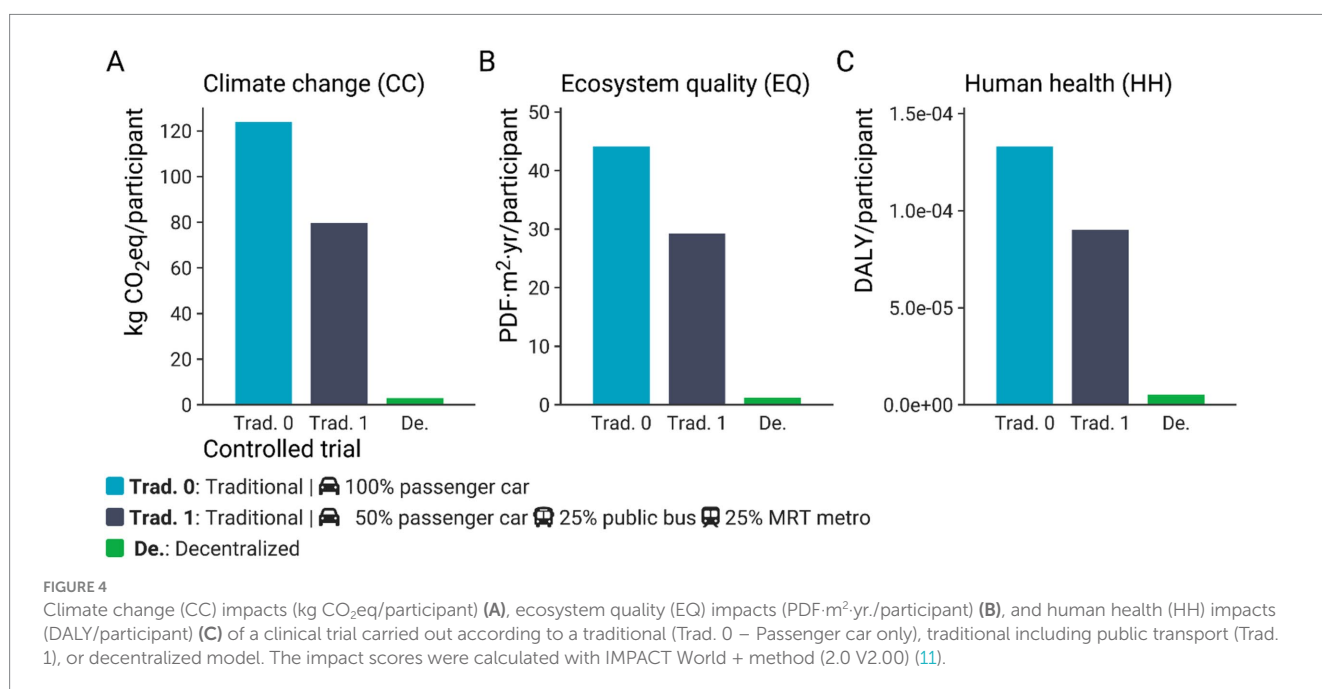 A
Climate change (CC)
kg CO₂eq/participant
120
100
80
60
40
20
0
Trad. 0 Trad. 1 De.
Controlled trial
B
Ecosystem quality (EQ)
PDF·m²·yr/participant
50
40
30
20
10
0
Trad. 0 Trad. 1 De.
C
Human health (HH)
DALY/participant
1.5e-04
1.0e-04
5.0e-05
0.0e+00
Trad. 0 Trad. 1 De.
Trad. 0: Traditional | 100% passenger car
Trad. 1: Traditional | 50% passenger car 25% public bus 25% MRT metro
De.: Decentralized
FIGURE 4
Climate change (CC) impacts (kg CO₂eq/participant) (A), ecosystem quality (EQ) impacts (PDF·m²·yr./participant) (B), and human health (HH) impacts
(DALY/participant) (C) of a clinical trial carried out according to a traditional (Trad. 0 – Passenger car only), traditional including public transport (Trad.
1), or decentralized model. The impact scores were calculated with IMPACT World + method (2.0 V2.00) (11).